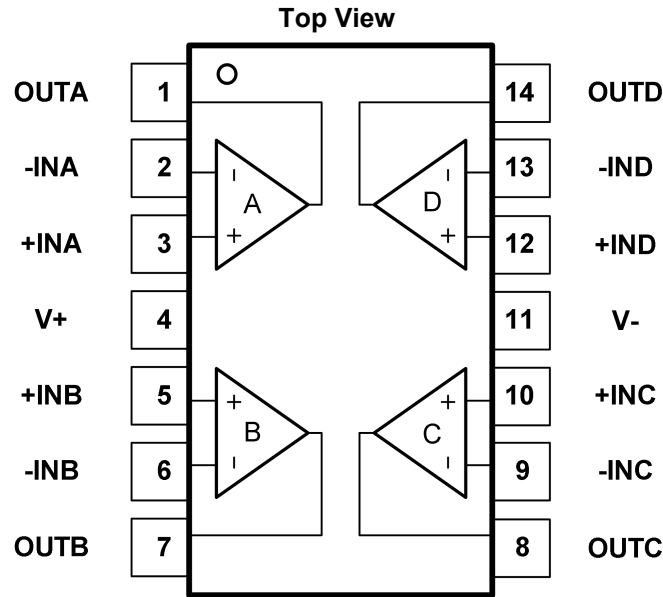 Top View
OUTA 1 14 OUTD
-INA 2 - - 13 -IND
A D
+INA 3 + + 12 +IND
V+ 4 11 V-
+INB 5 + + 10 +INC
B C
-INB 6 - - 9 -INC
OUTB 7 8 OUTC